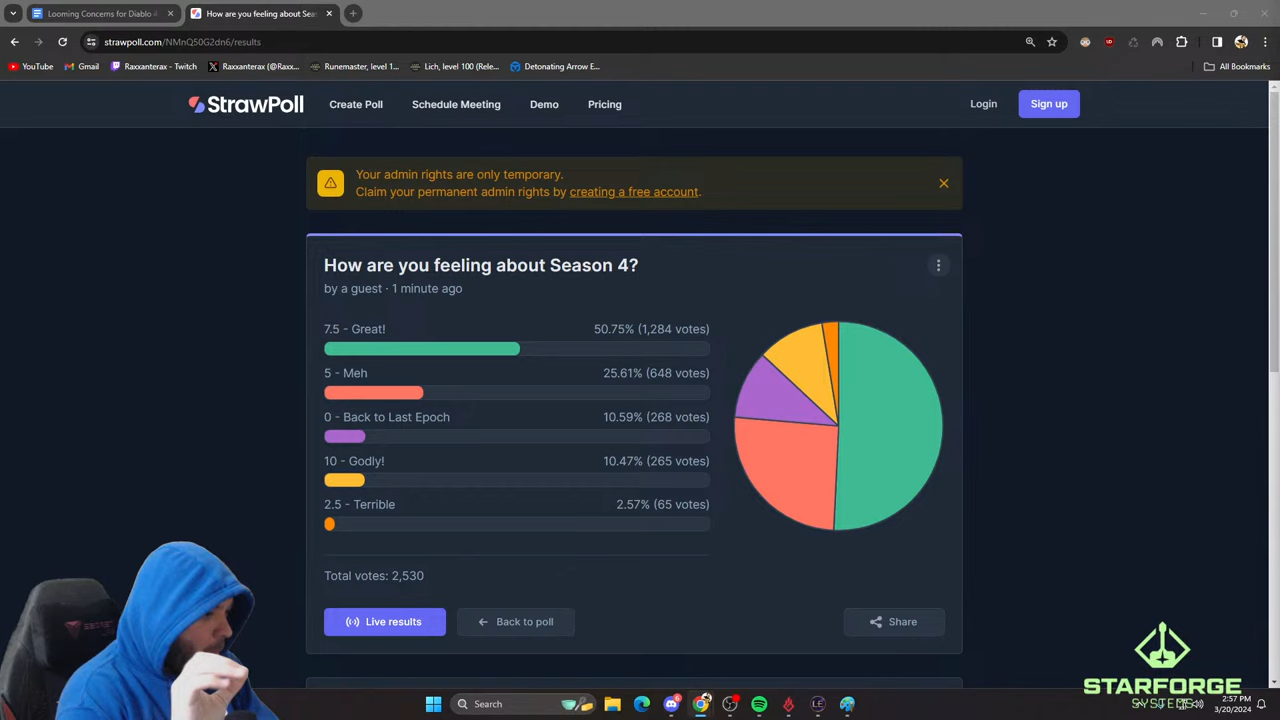 Looming Concerns for Diablo 4
How are you feeling about Sea
strawpoll.com/NMnQ50G2dn6/results
YouTube
Gmail
Raxxanterax - Twitch
Raxxanterax (@Raxx...
Runemaster, level 1...
Lich, level 100 (Rele...
Detonating Arrow E...
All Bookmarks
StrawPoll
Create Poll
Schedule Meeting
Demo
Pricing
Login
Sign up
Your admin rights are only temporary.
Claim your permanent admin rights by creating a free account.
How are you feeling about Season 4?
by a guest · 1 minute ago
7.5 - Great! 50.75% (1,284 votes)
5 - Meh 25.61% (648 votes)
0 - Back to Last Epoch 10.59% (268 votes)
10 - Godly! 10.47% (265 votes)
2.5 - Terrible 2.57% (65 votes)
Total votes: 2,530
Live results
Back to poll
Share
STARFORGE
SYSTEMS
Search
2:57 PM
3/20/2024